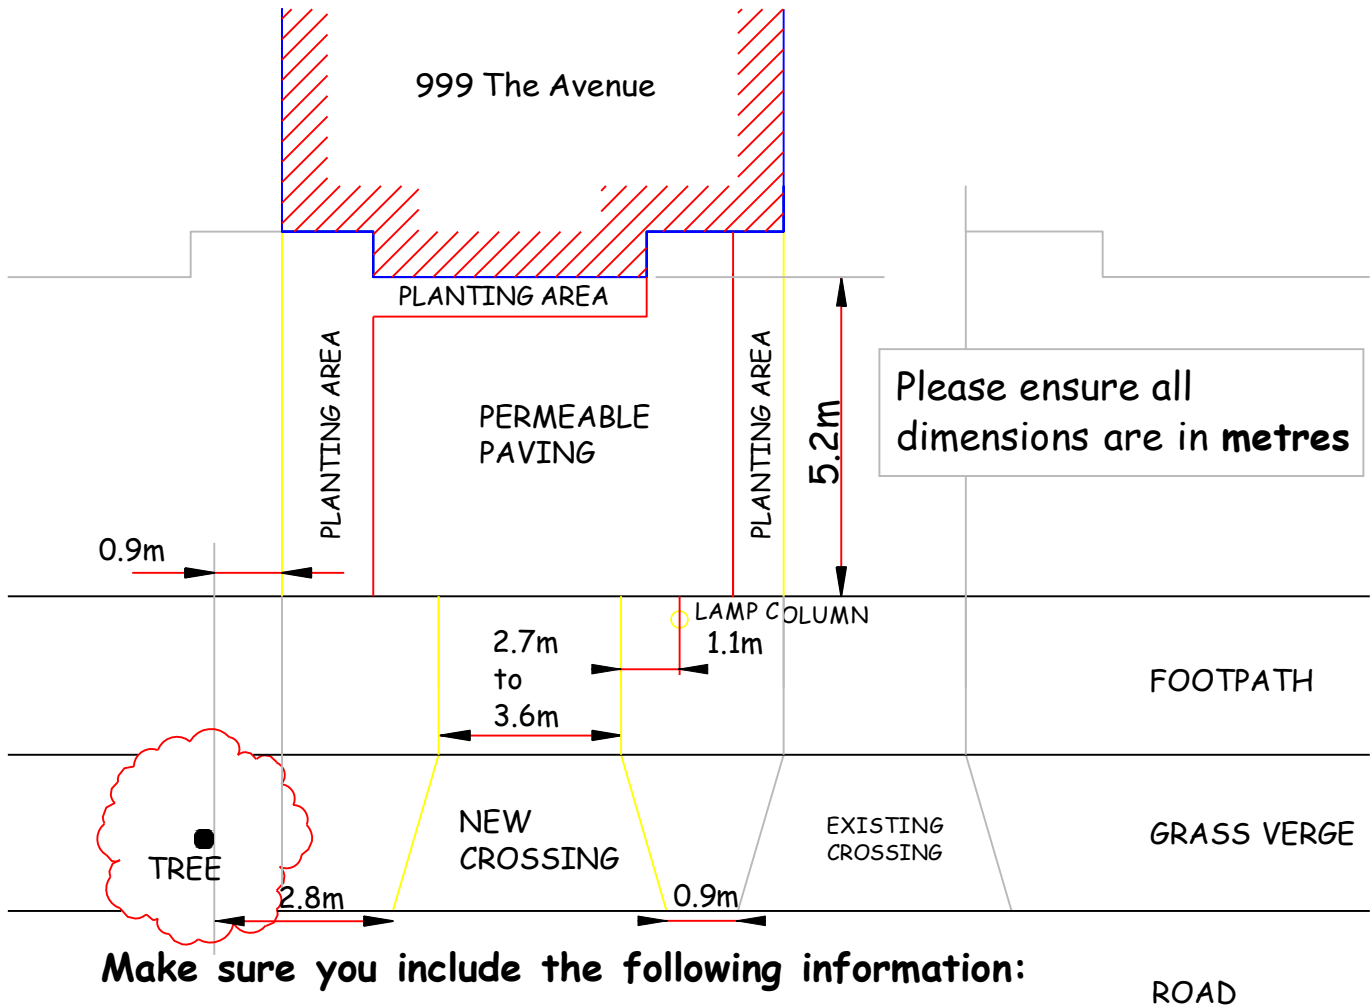 999 The Avenue
PLANTING AREA
PLANTING AREA
PERMEABLE
PAVING
PLANTING AREA
5.2m
Please ensure all
dimensions are in metres
0.9m
LAMP COLUMN
2.7m
to
3.6m
1.1m
FOOTPATH
NEW
CROSSING
EXISTING
CROSSING
GRASS VERGE
TREE
2.8m
0.9m
Make sure you include the following information:
ROAD